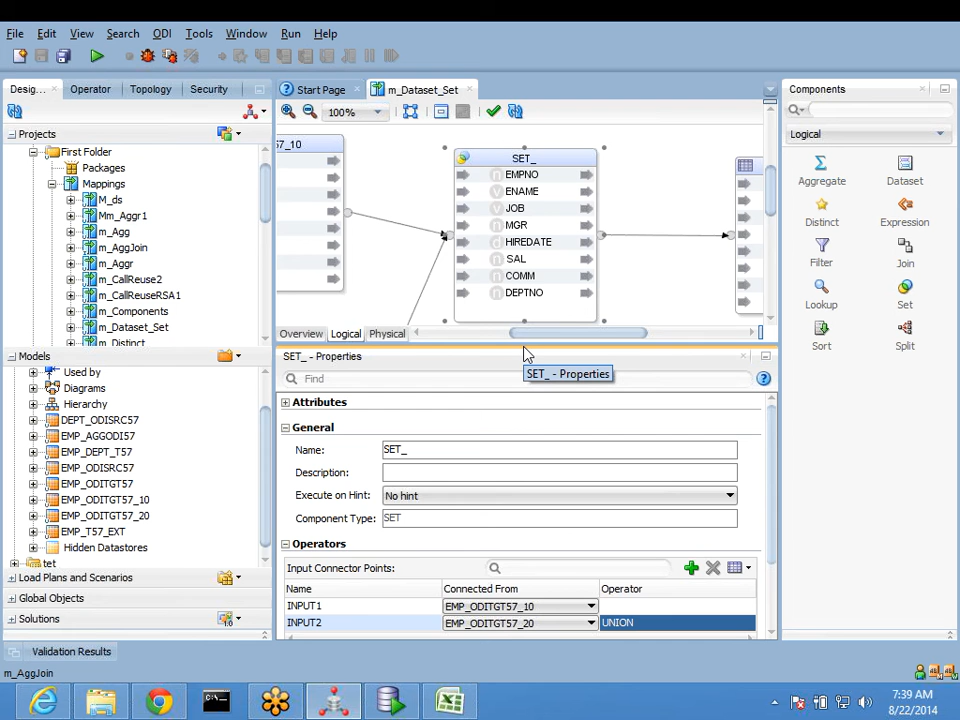 File Edit View Search ODI Tools Window Run Help
Desig... Operator Topology Security
Projects
First Folder
Packages
Mappings
M_ds
Mm_Aggr1
m_Agg
m_AggJoin
m_Aggr
m_CallReuse2
m_CallReuseRSA1
m_Components
m_Dataset_Set
m_Distinct
Models
Used by
Diagrams
Hierarchy
DEPT_ODISRC57
EMP_AGGODI57
EMP_DEPT_T57
EMP_ODISRC57
EMP_ODITGT57
EMP_ODITGT57_10
EMP_ODITGT57_20
EMP_T57_EXT
Hidden Datastores
tet
Load Plans and Scenarios
Global Objects
Solutions
Start Page m_Dataset_Set
100%
57_10
SET_
EMPNO
ENAME
JOB
MGR
HIREDATE
SAL
COMM
DEPTNO
Overview Logical Physical
SET_ - Properties
SET_ - Properties
Find
Attributes
General
Name: SET_
Description:
Execute on Hint: No hint
Component Type: SET
Operators
Input Connector Points:
Name Connected From Operator
INPUT1 EMP_ODITGT57_10
INPUT2 EMP_ODITGT57_20 UNION
Components
Logical
Aggregate Dataset
Distinct Expression
Filter Join
Lookup Set
Sort Split
Validation Results
m_AggJoin
7:39 AM
8/22/2014